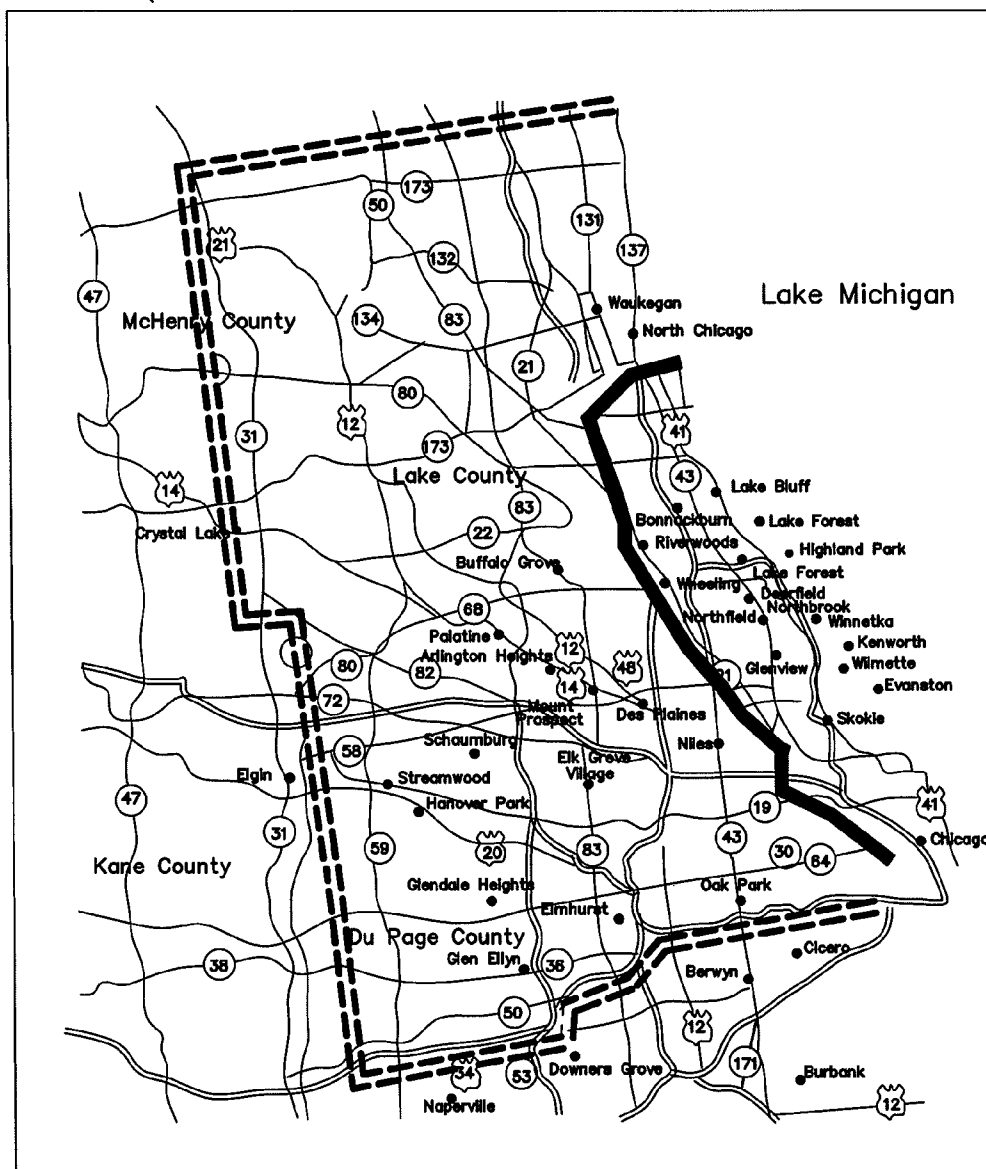 173
50
131
21
132
137
47
Lake Michigan
Waukegan
134
83
McHenry County
North Chicago
21
80
12
41
31
173
43
Lake County
14
Lake Bluff
83
Bonnackburn
Lake Forest
Crystal Lake
22
Riverwoods
Highland Park
Buffalo Grove
Lake Forest
Wheeling
Deerfield
68
Northfield
Northbrook
Winnetka
Palatine
12
Kenworth
80
Arlington Heights
48
Glenview
Wilmette
82
14
21
Evanston
72
Mount
Prospect
Des Plaines
Skokie
58
Schaumburg
Niles
Elk Grove
Village
Elgin
Streamwood
47
Hanover Park
19
41
31
43
Chicago
59
20
83
30
64
Kane County
Glendale Heights
Oak Park
Elmhurst
Du Page County
38
Glen Ellyn
36
Cicero
Berwyn
50
12
34
53
Downers Grove
171
Burbank
Naperville
12